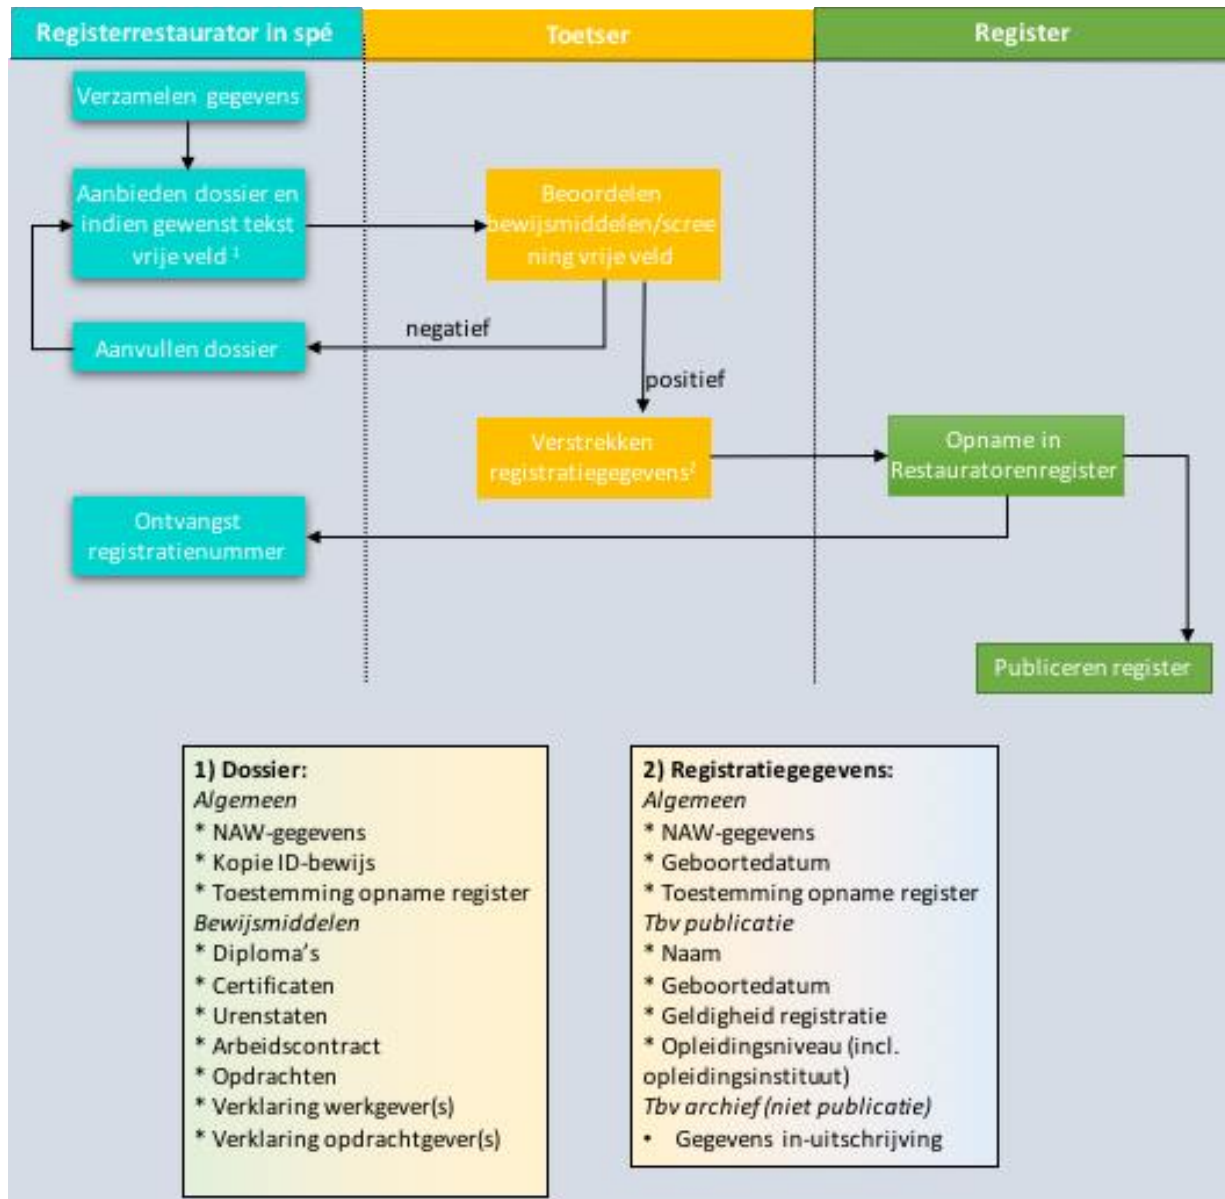 Registerrestaurator in spé
Toetser
Register
Verzamelen gegevens
Aanbieden dossier en
indien gewenst tekst
vrije veld 1
Beoordelen
bewijsmiddelen/scree
ning vrije veld
negatief
Aanvullen dossier
positief
Verstrekken
registratiegegevens2
Opname in
Restauratorenregister
Ontvangst
registratienummer
Publiceren register
1) Dossier:
Algemeen
* NAW-gegevens
* Kopie ID-bewijs
* Toestemming opname register
Bewijsmiddelen
* Diploma's
* Certificaten
* Urenstaten
* Arbeidscontract
* Opdrachten
* Verklaring werkgever(s)
* Verklaring opdrachtgever(s)
2) Registratiegegevens:
Algemeen
* NAW-gegevens
* Geboortedatum
* Toestemming opname register
Tbv publicatie
* Naam
* Geboortedatum
* Geldigheid registratie
* Opleidingsniveau (incl.
opleidingsinstituut)
Tbv archief (niet publicatie)
• Gegevens in-uitschrijving